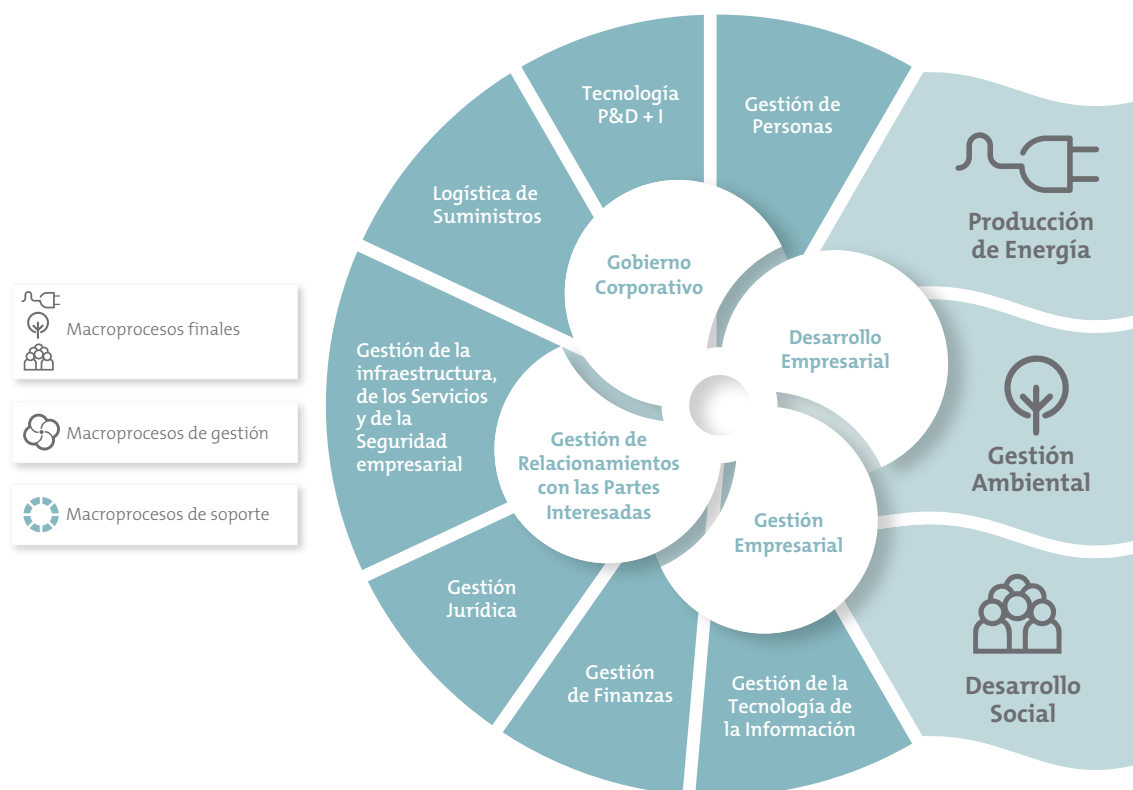 Tecnología
P&D + I
Gestión de
Personas
Logística de
Suministros
Producción
de Energía
Gobierno
Corporativo
Desarrollo
Empresarial
Macroprocesos finales
Gestión de la
infraestructura,
de los Servicios
y de la
Seguridad
empresarial
Macroprocesos de gestión
Gestión de
Relacionamientos
con las Partes
Interesadas
Gestión
Ambiental
Macroprocesos de soporte
Gestión
Empresarial
Gestión
Jurídica
Gestión
de Finanzas
Gestión de la
Tecnología de
la Información
Desarrollo
Social